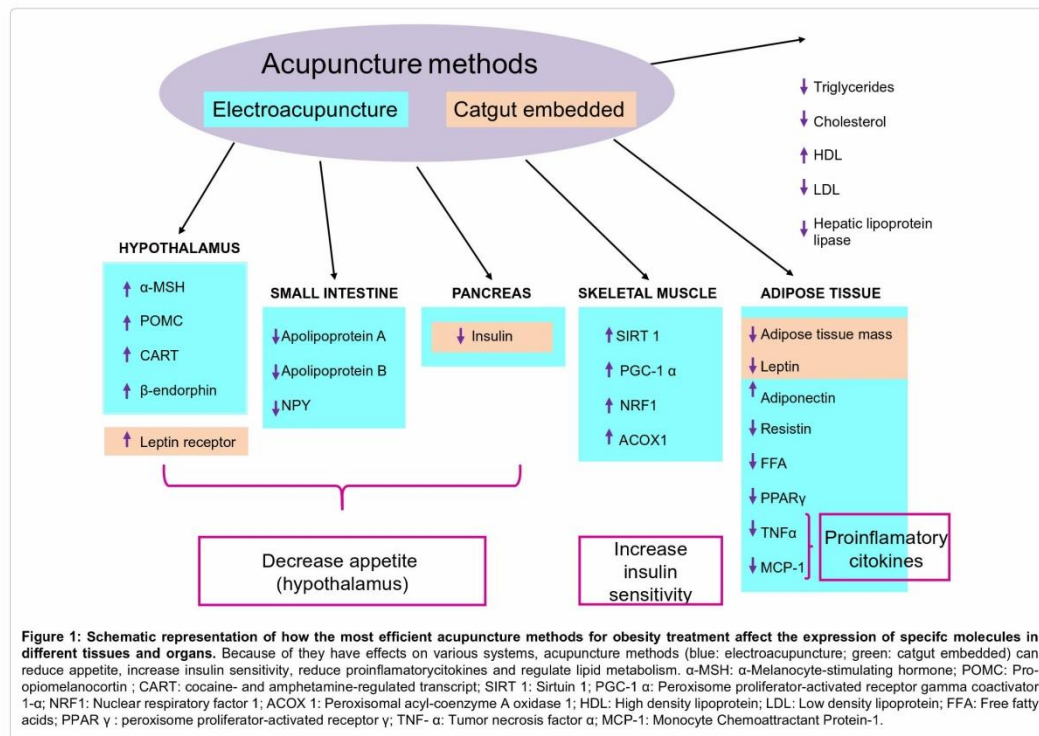 Acupuncture methods
Electroacupuncture
Catgut embedded
Triglycerides
Cholesterol
HDL
LDL
Hepatic lipoprotein
lipase
HYPOTHALAMUS
α-MSH
POMC
CART
β-endorphin
Leptin receptor
SMALL INTESTINE
Apolipoprotein A
Apolipoprotein B
NPY
PANCREAS
Insulin
SKELETAL MUSCLE
SIRT 1
PGC-1 α
NRF1
ACOX1
ADIPOSE TISSUE
Adipose tissue mass
Leptin
Adiponectin
Resistin
FFA
PPARγ
TNFα
MCP-1
Proinflamatory
citokines
Decrease appetite
(hypothalamus)
Increase
insulin
sensitivity
Figure 1: Schematic representation of how the most efficient acupuncture methods for obesity treatment affect the expression of specifc molecules in
different tissues and organs. Because of they have effects on various systems, acupuncture methods (blue: electroacupuncture; green: catgut embedded) can
reduce appetite, increase insulin sensitivity, reduce proinflamatorycitokines and regulate lipid metabolism. α-MSH: α-Melanocyte-stimulating hormone; POMC: Pro-
opiomelanocortin ; CART: cocaine- and amphetamine-regulated transcript; SIRT 1: Sirtuin 1; PGC-1 α: Peroxisome proliferator-activated receptor gamma coactivator
1-α; NRF1: Nuclear respiratory factor 1; ACOX 1: Peroxisomal acyl-coenzyme A oxidase 1; HDL: High density lipoprotein; LDL: Low density lipoprotein; FFA: Free fatty
acids; PPAR γ : peroxisome proliferator-activated receptor γ; TNF- α: Tumor necrosis factor α; MCP-1: Monocyte Chemoattractant Protein-1.